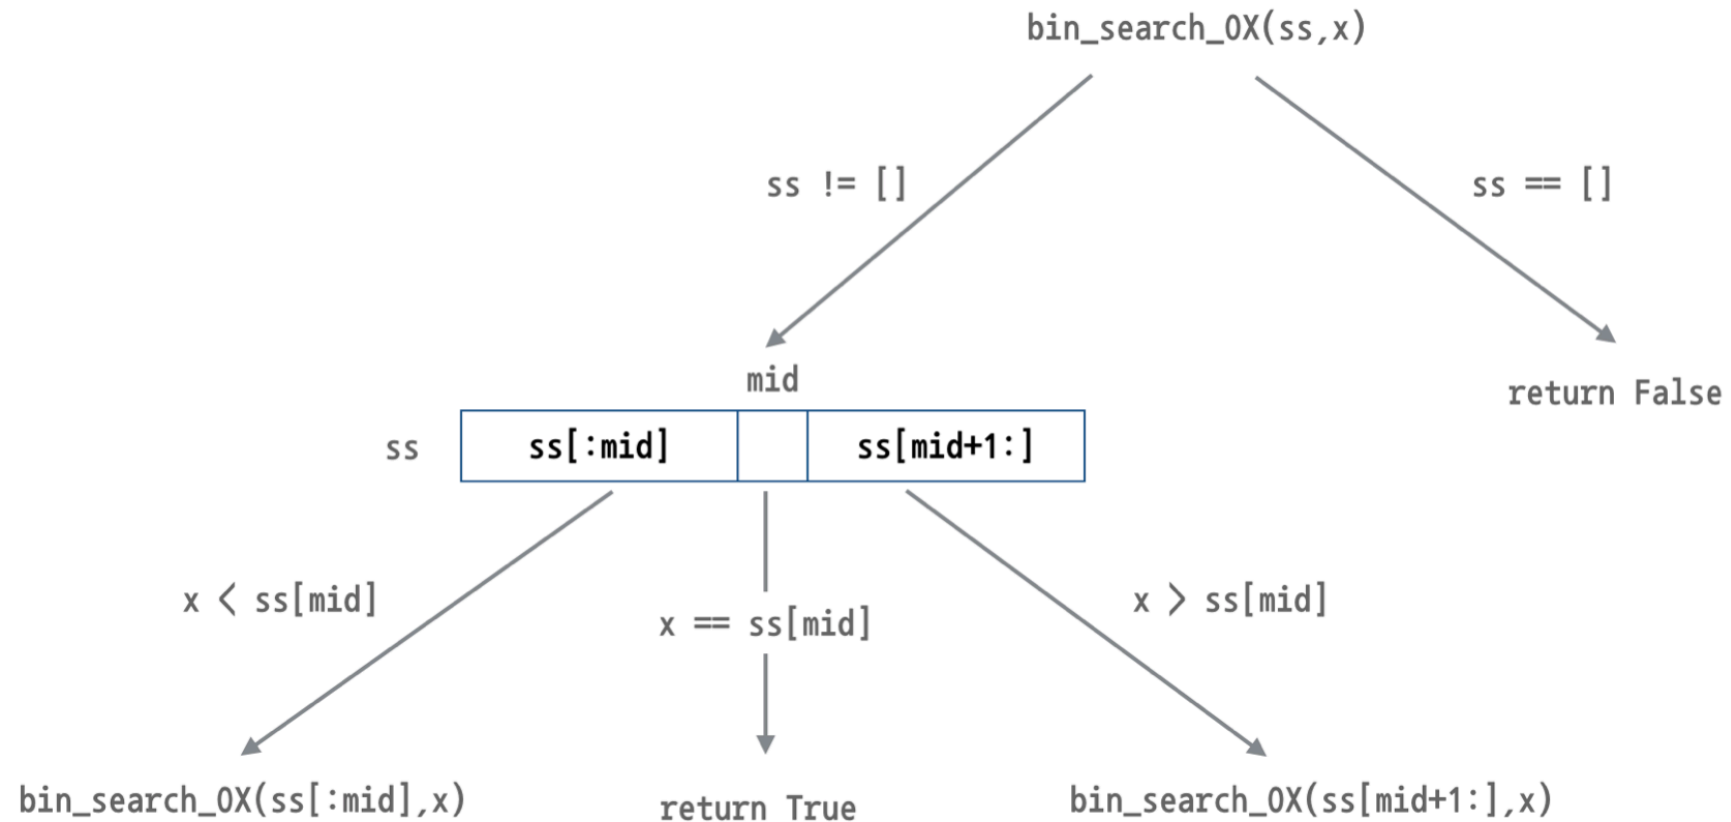 bin_search_OX(ss,x)
ss != []
ss == []
mid
return False
ss
ss[:mid]
ss[mid+1:]
x < ss[mid]
x == ss[mid]
x > ss[mid]
bin_search_OX(ss[:mid],x)
return True
bin_search_OX(ss[mid+1:],x)